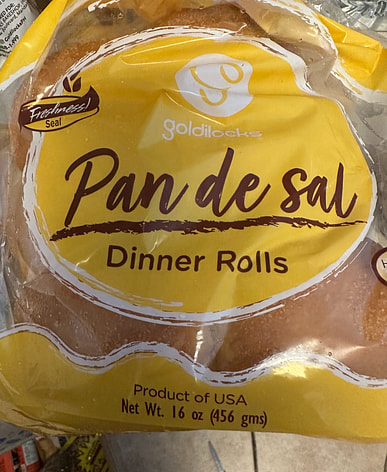 goldilocks
Freshness!
Seal
Pan de sal
Dinner Rolls
Product of USA
Net Wt. 16 oz (456 gms)